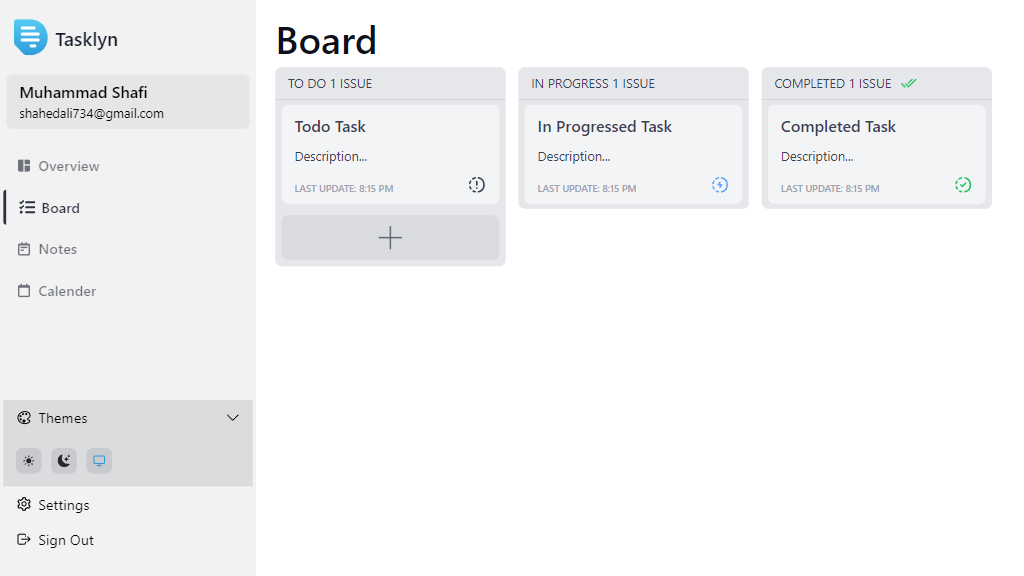 Tasklyn
Muhammad Shafi
shahedali734@gmail.com
Overview
Board
Notes
Calender
Themes
Settings
Sign Out
Board
TO DO 1 ISSUE
Todo Task
Description...
LAST UPDATE: 8:15 PM
IN PROGRESS 1 ISSUE
In Progressed Task
Description...
LAST UPDATE: 8:15 PM
COMPLETED 1 ISSUE
Completed Task
Description...
LAST UPDATE: 8:15 PM